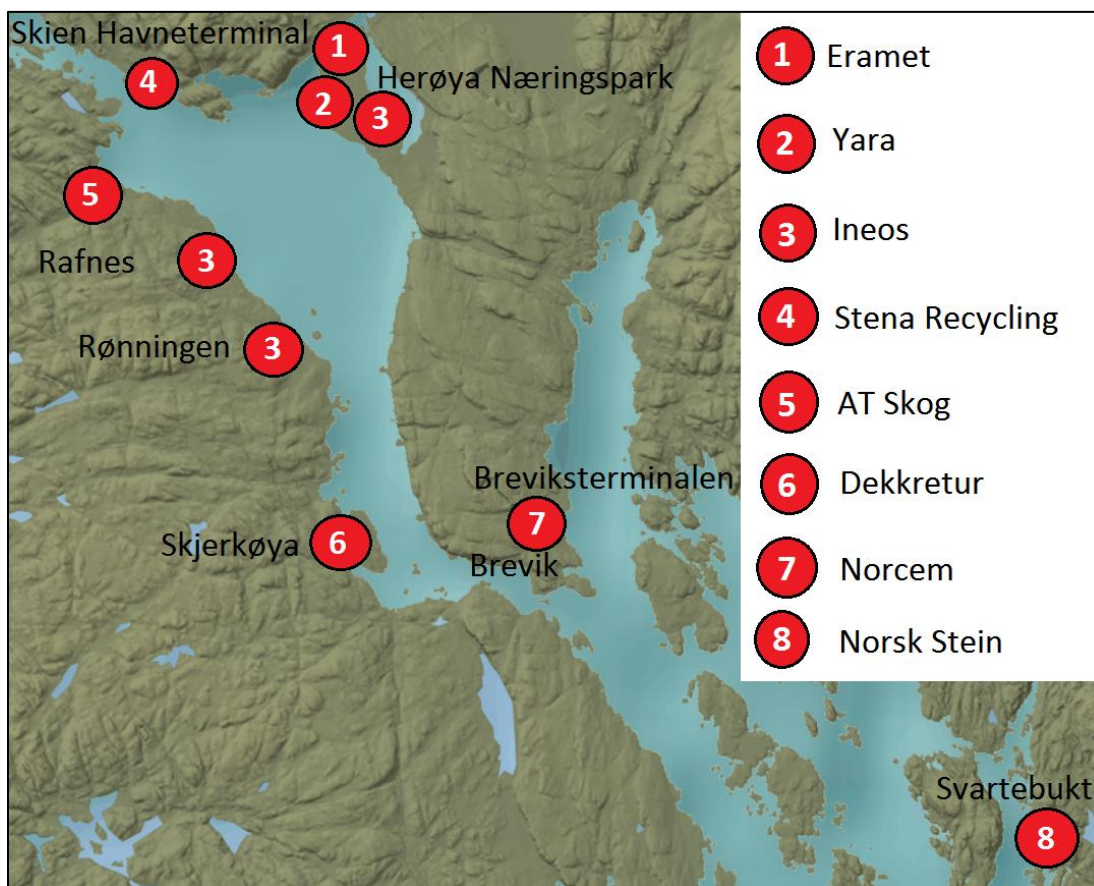 Skien Havneterminal
1
4
Herøya Næringspark
2
3
5
Rafnes
3
Rønningen
3
Breviksterminalen
7
Skjerkøya
6
Brevik
Svartebukt
8
1 Eramet
2 Yara
3 Ineos
4 Stena Recycling
5 AT Skog
6 Dekkretur
7 Norcem
8 Norsk Stein